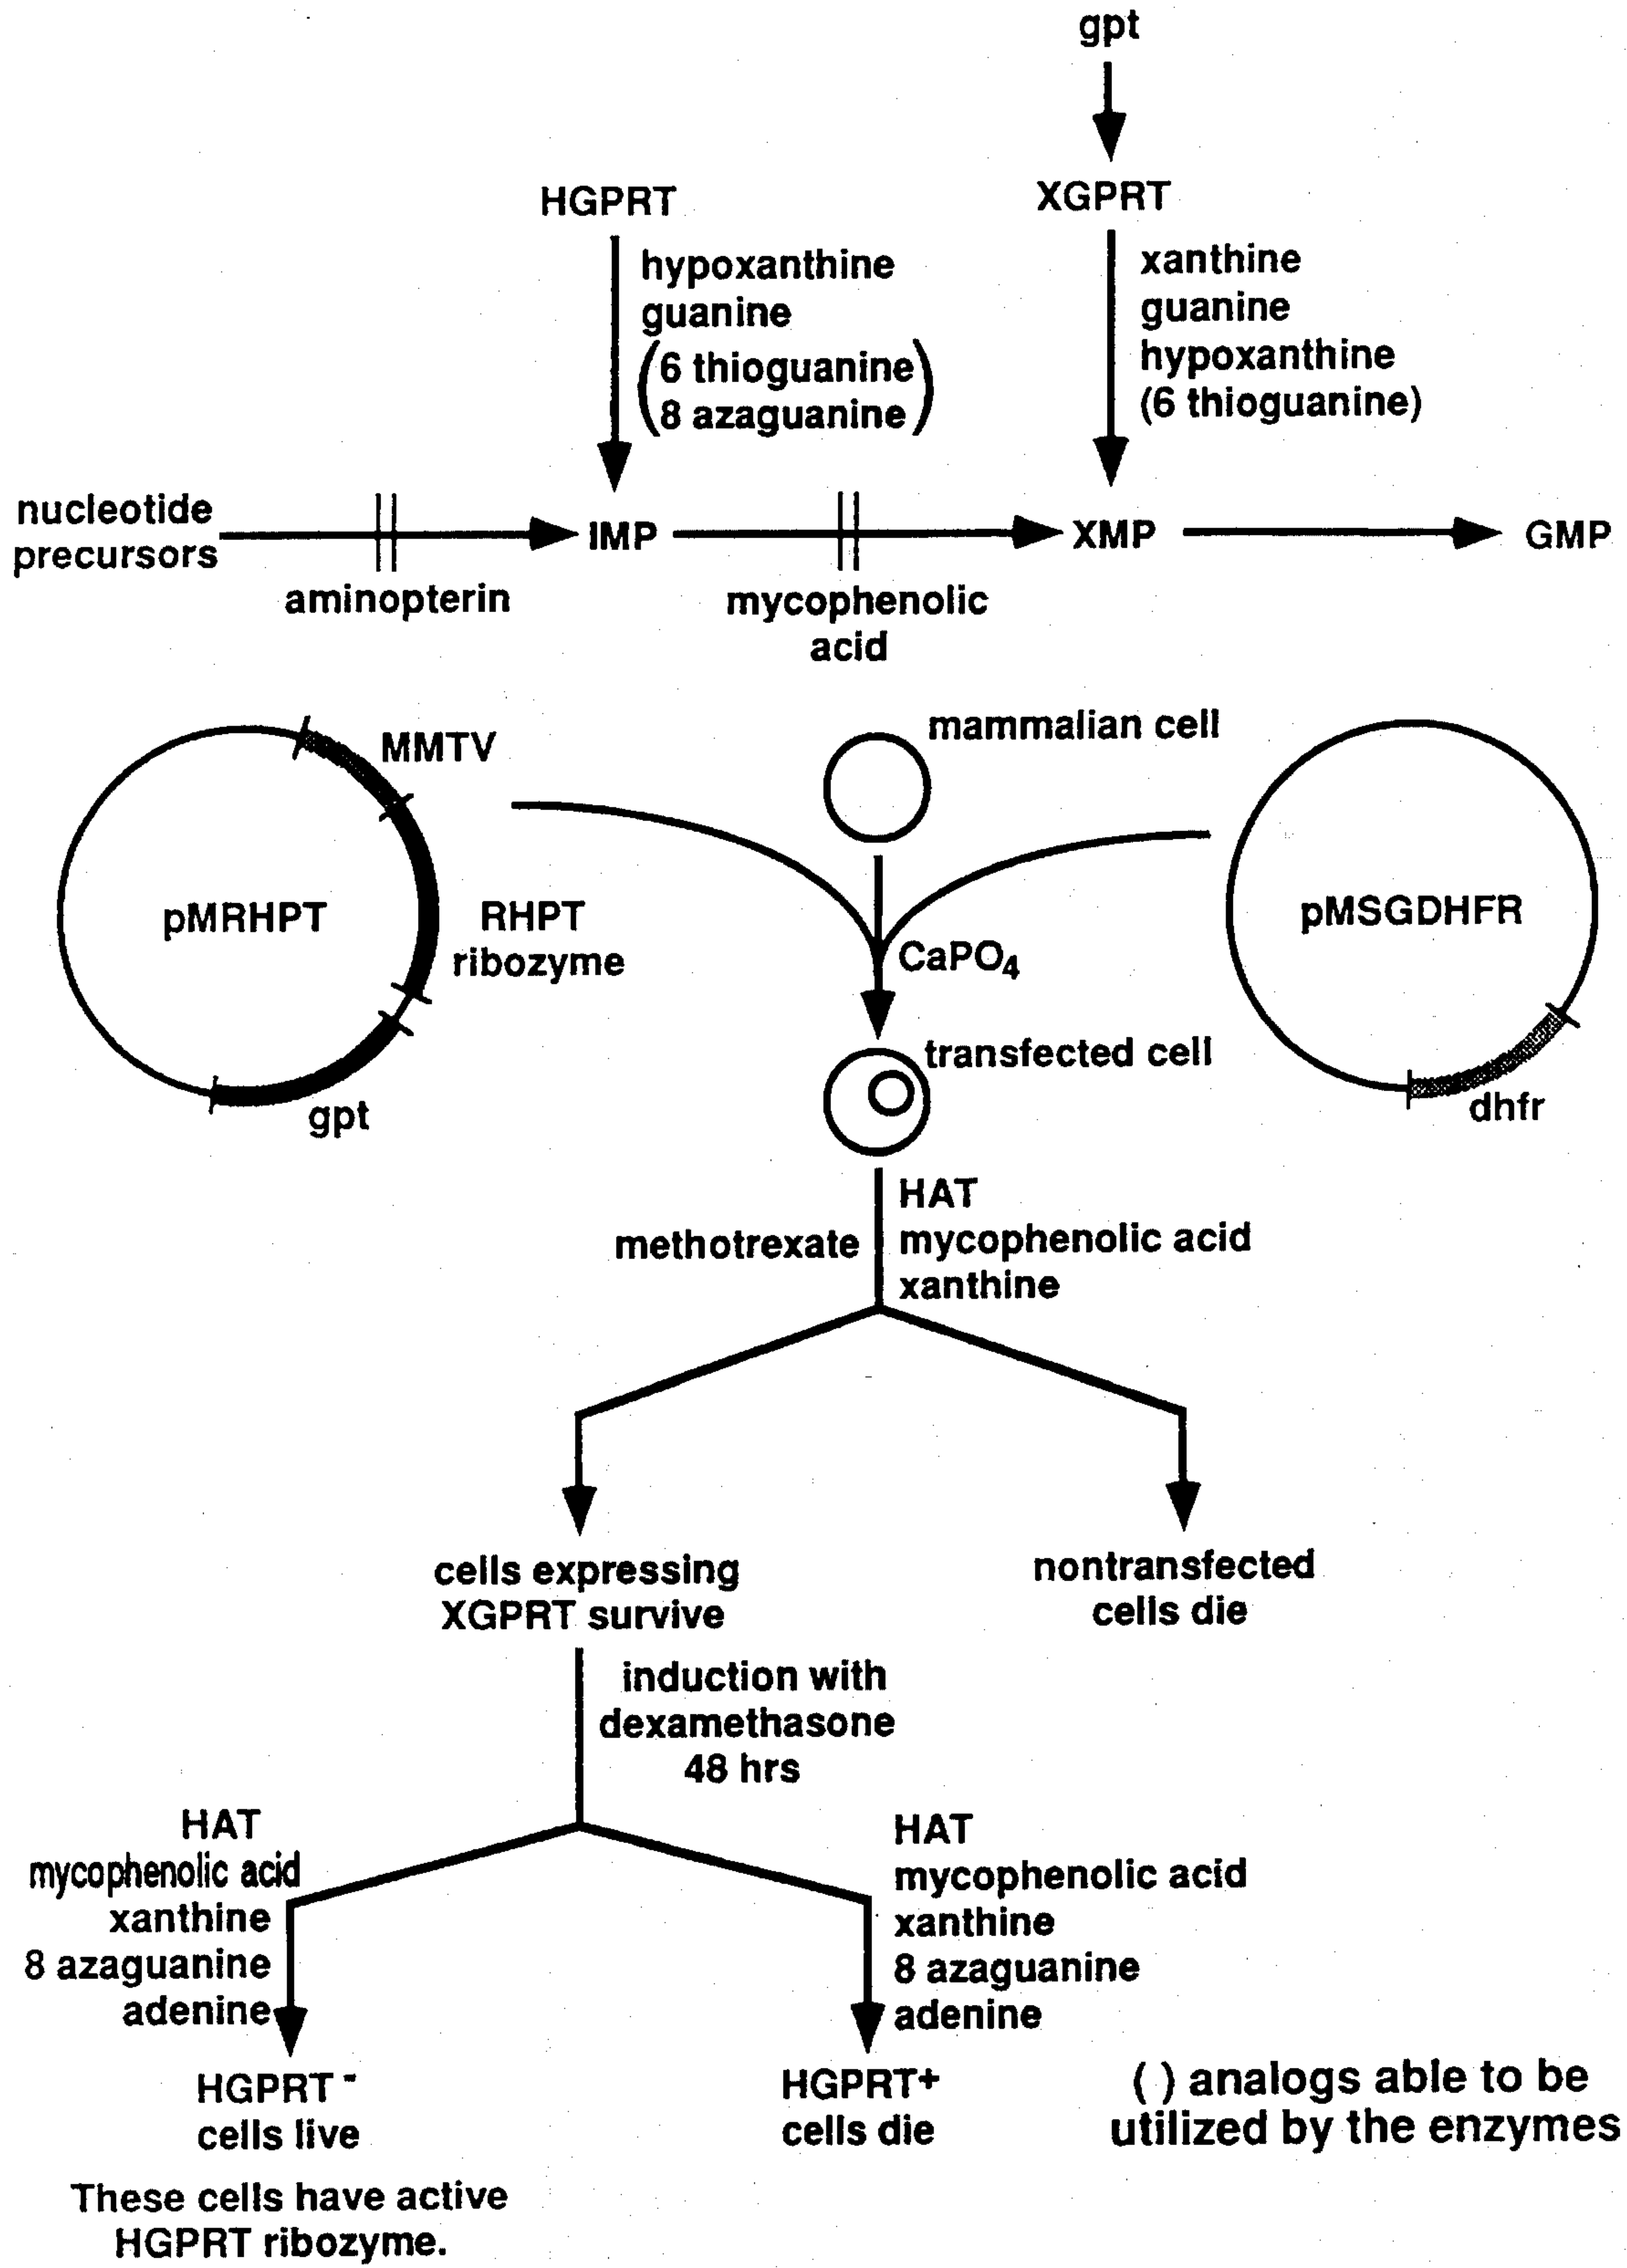 gpt
HGPRT
XGPRT
hypoxanthine
guanine
(6 thioguanine
8 azaguanine)
xanthine
guanine
hypoxanthine
(6 thioguanine)
nucleotide
precursors
IMP
XMP
GMP
aminopterin
mycophenolic
acid
MMTV
mammalian cell
pMRHPT
RHPT
ribozyme
pMSGDHFR
CaPO4
transfected cell
gpt
dhfr
methotrexate
HAT
mycophenolic acid
xanthine
cells expressing
XGPRT survive
nontransfected
cells die
induction with
dexamethasone
48 hrs
HAT
mycophenolic acid
xanthine
8 azaguanine
adenine
HAT
mycophenolic acid
xanthine
8 azaguanine
adenine
HGPRT -
cells live
HGPRT+
cells die
( ) analogs able to be
utilized by the enzymes
These cells have active
HGPRT ribozyme.